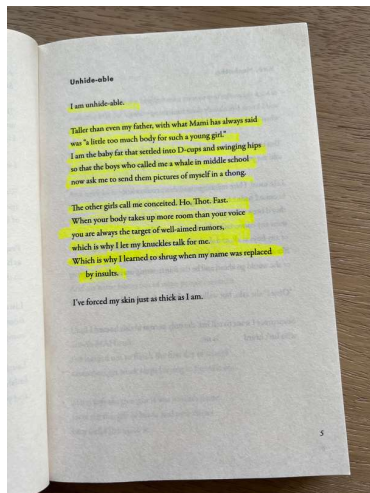 Unhide-able
I am unhide-able.
Taller than even my father, with what Mami has always said
was “a little too much body for such a young girl.”
I am the baby fat that settled into D-cups and swinging hips
so that the boys who called me a whale in middle school
now ask me to send them pictures of myself in a thong.
The other girls call me conceited. Ho. Thot. Fast.
When your body takes up more room than your voice
you are always the target of well-aimed rumors,
which is why I let my knuckles talk for me.
Which is why I learned to shrug when my name was replaced
by insults.
I’ve forced my skin just as thick as I am.
5